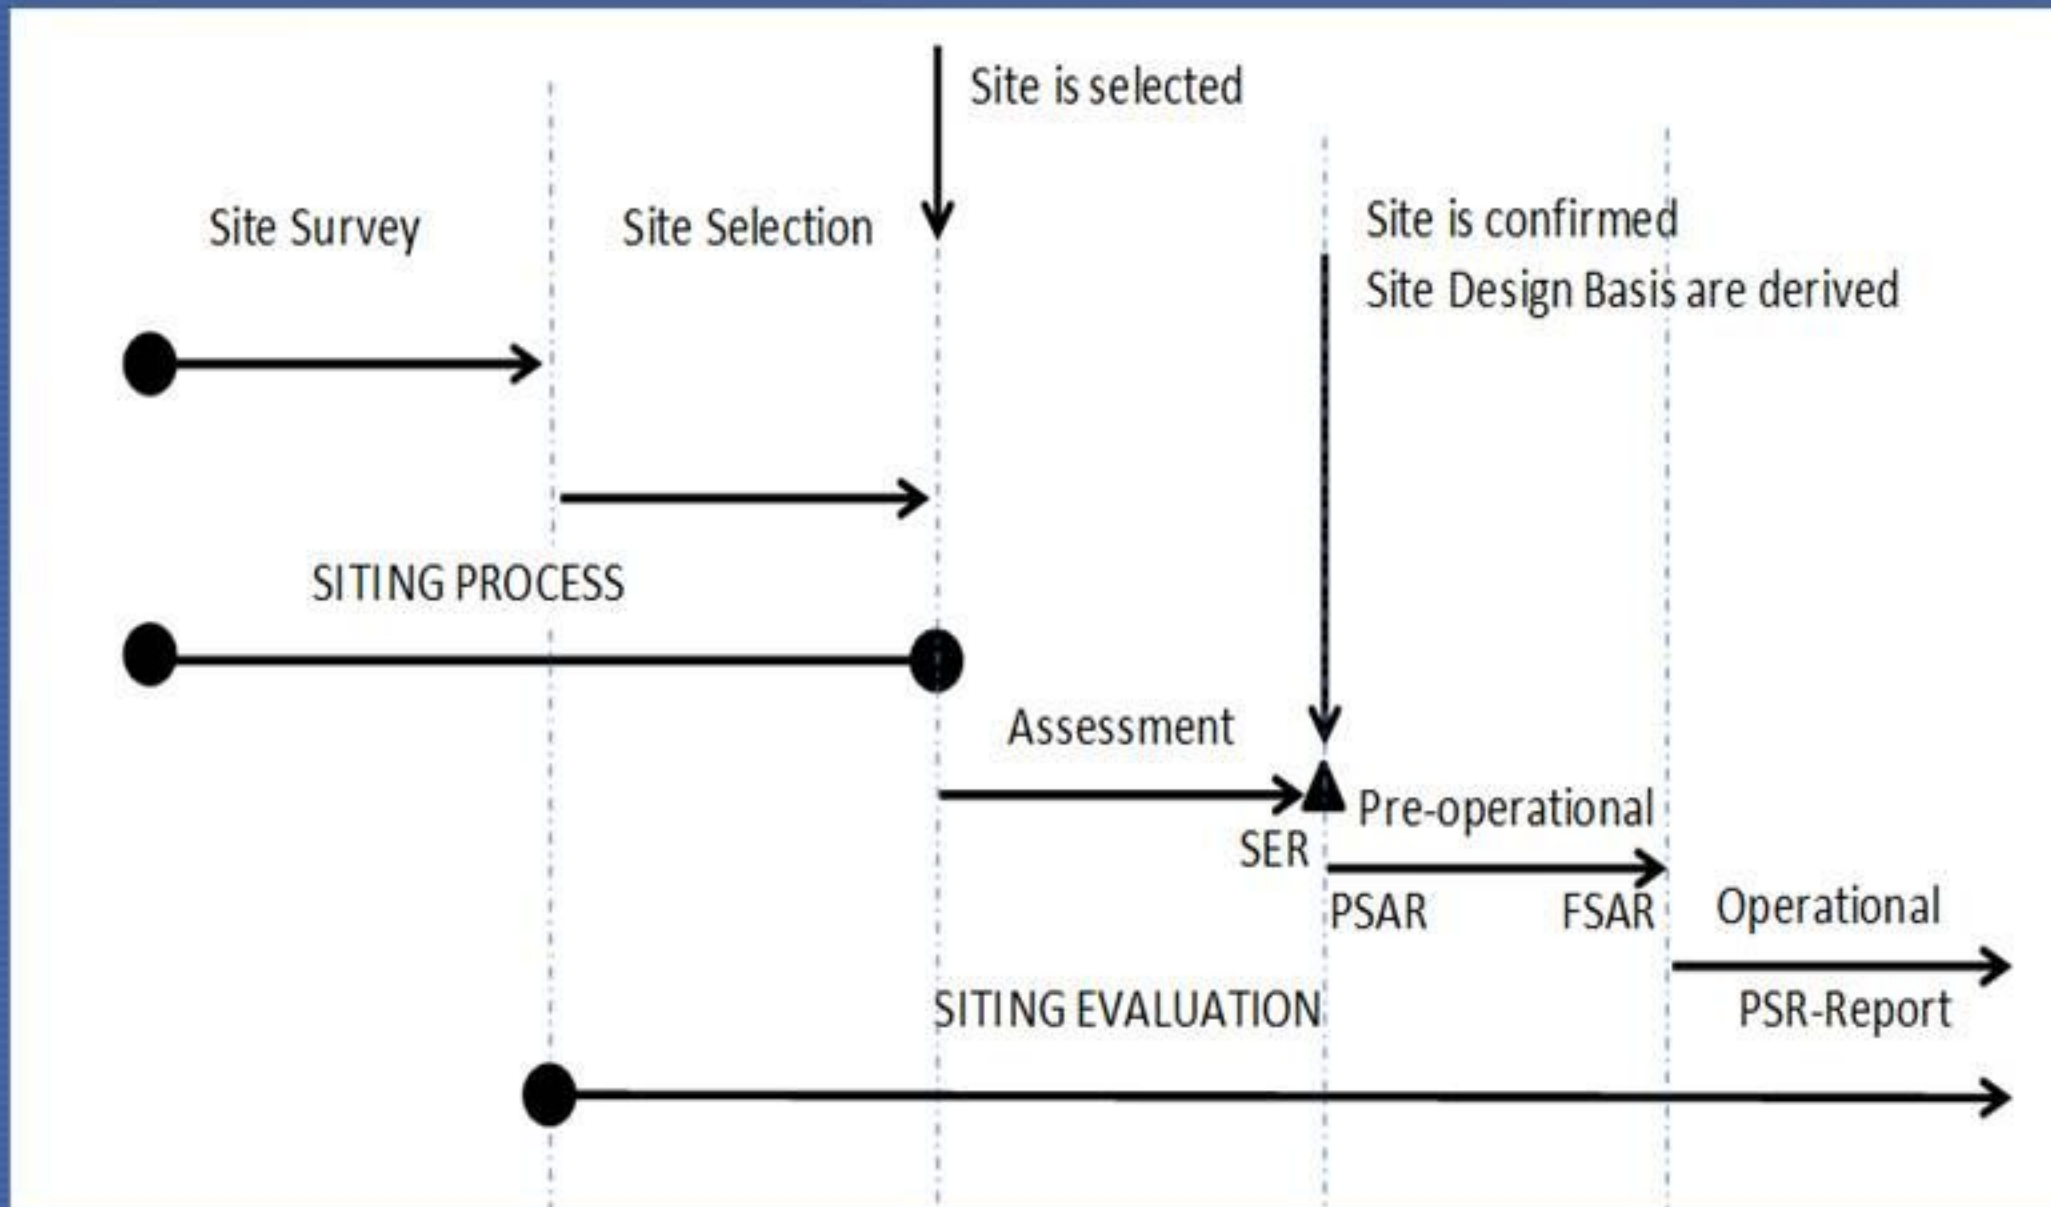 Site is selected
Site Survey
Site Selection
Site is confirmed
Site Design Basis are derived
SITING PROCESS
Assessment
Pre-operational
SER
PSAR
FSAR
Operational
SITING EVALUATION
PSR-Report